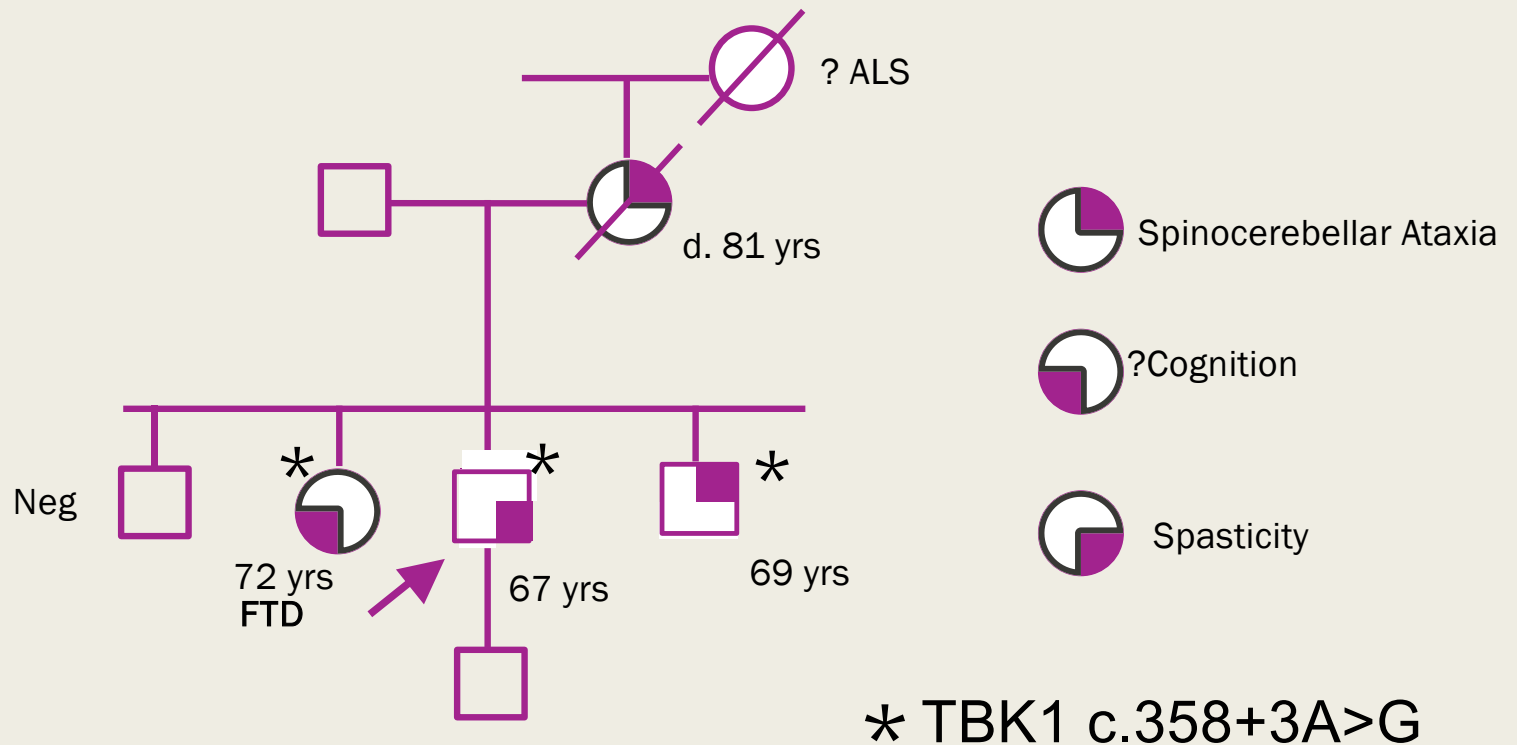 ? ALS
d. 81 yrs
Spinocerebellar Ataxia
?Cognition
Spasticity
Neg
*
*
*
72 yrs
FTD
67 yrs
69 yrs
* TBK1 c.358+3A>G